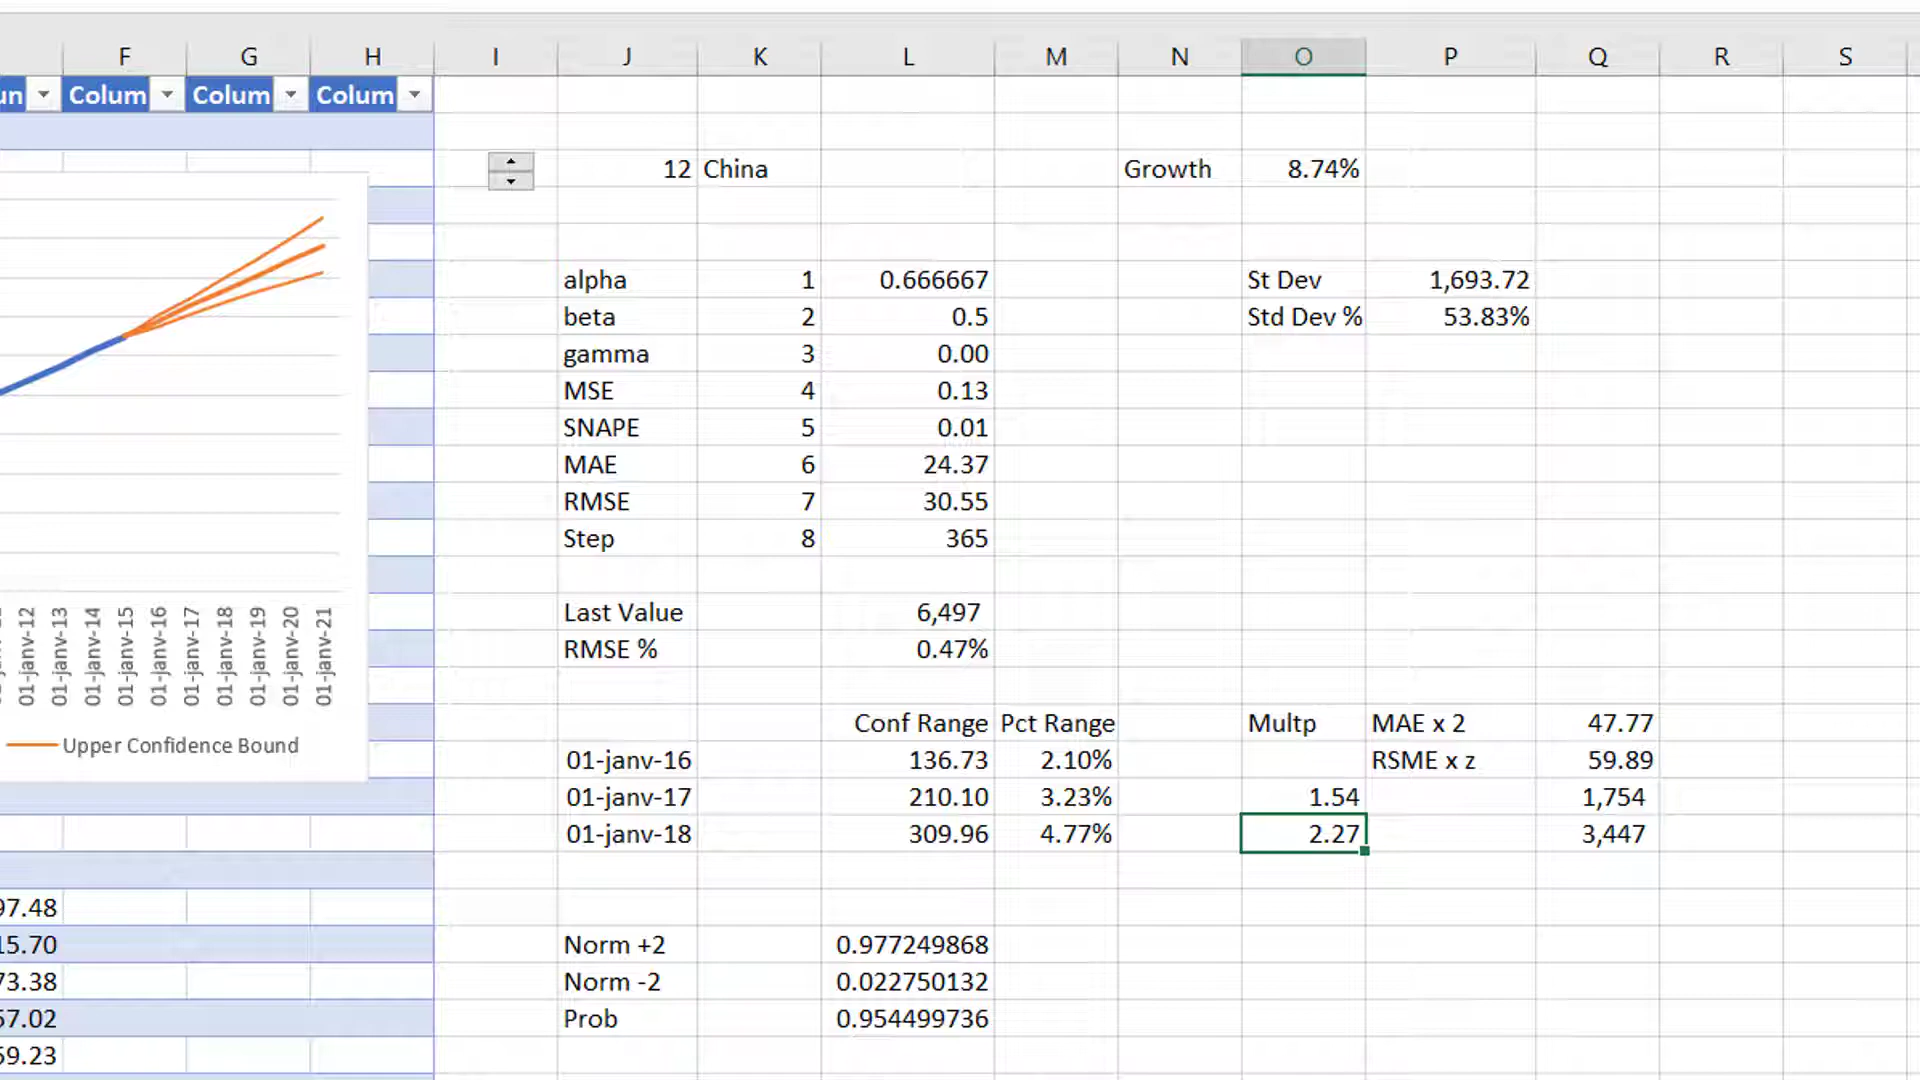 F G H I J K L M N O P Q R S
un Colum Colum Colum
12 China Growth 8.74%
alpha 1 0.666667 St Dev 1,693.72
beta 2 0.5 Std Dev % 53.83%
gamma 3 0.00
MSE 4 0.13
SNAPE 5 0.01
MAE 6 24.37
RMSE 7 30.55
Step 8 365
Last Value 6,497
RMSE % 0.47%
01-janv-12 01-janv-13 01-janv-14 01-janv-15 01-janv-16 01-janv-17 01-janv-18 01-janv-19 01-janv-20 01-janv-21
Conf Range Pct Range Multp MAE x 2 47.77
Upper Confidence Bound
01-janv-16 136.73 2.10% RSME x z 59.89
01-janv-17 210.10 3.23% 1.54 1,754
01-janv-18 309.96 4.77% 2.27 3,447
97.48
15.70 Norm +2 0.977249868
73.38 Norm -2 0.022750132
57.02 Prob 0.954499736
59.23